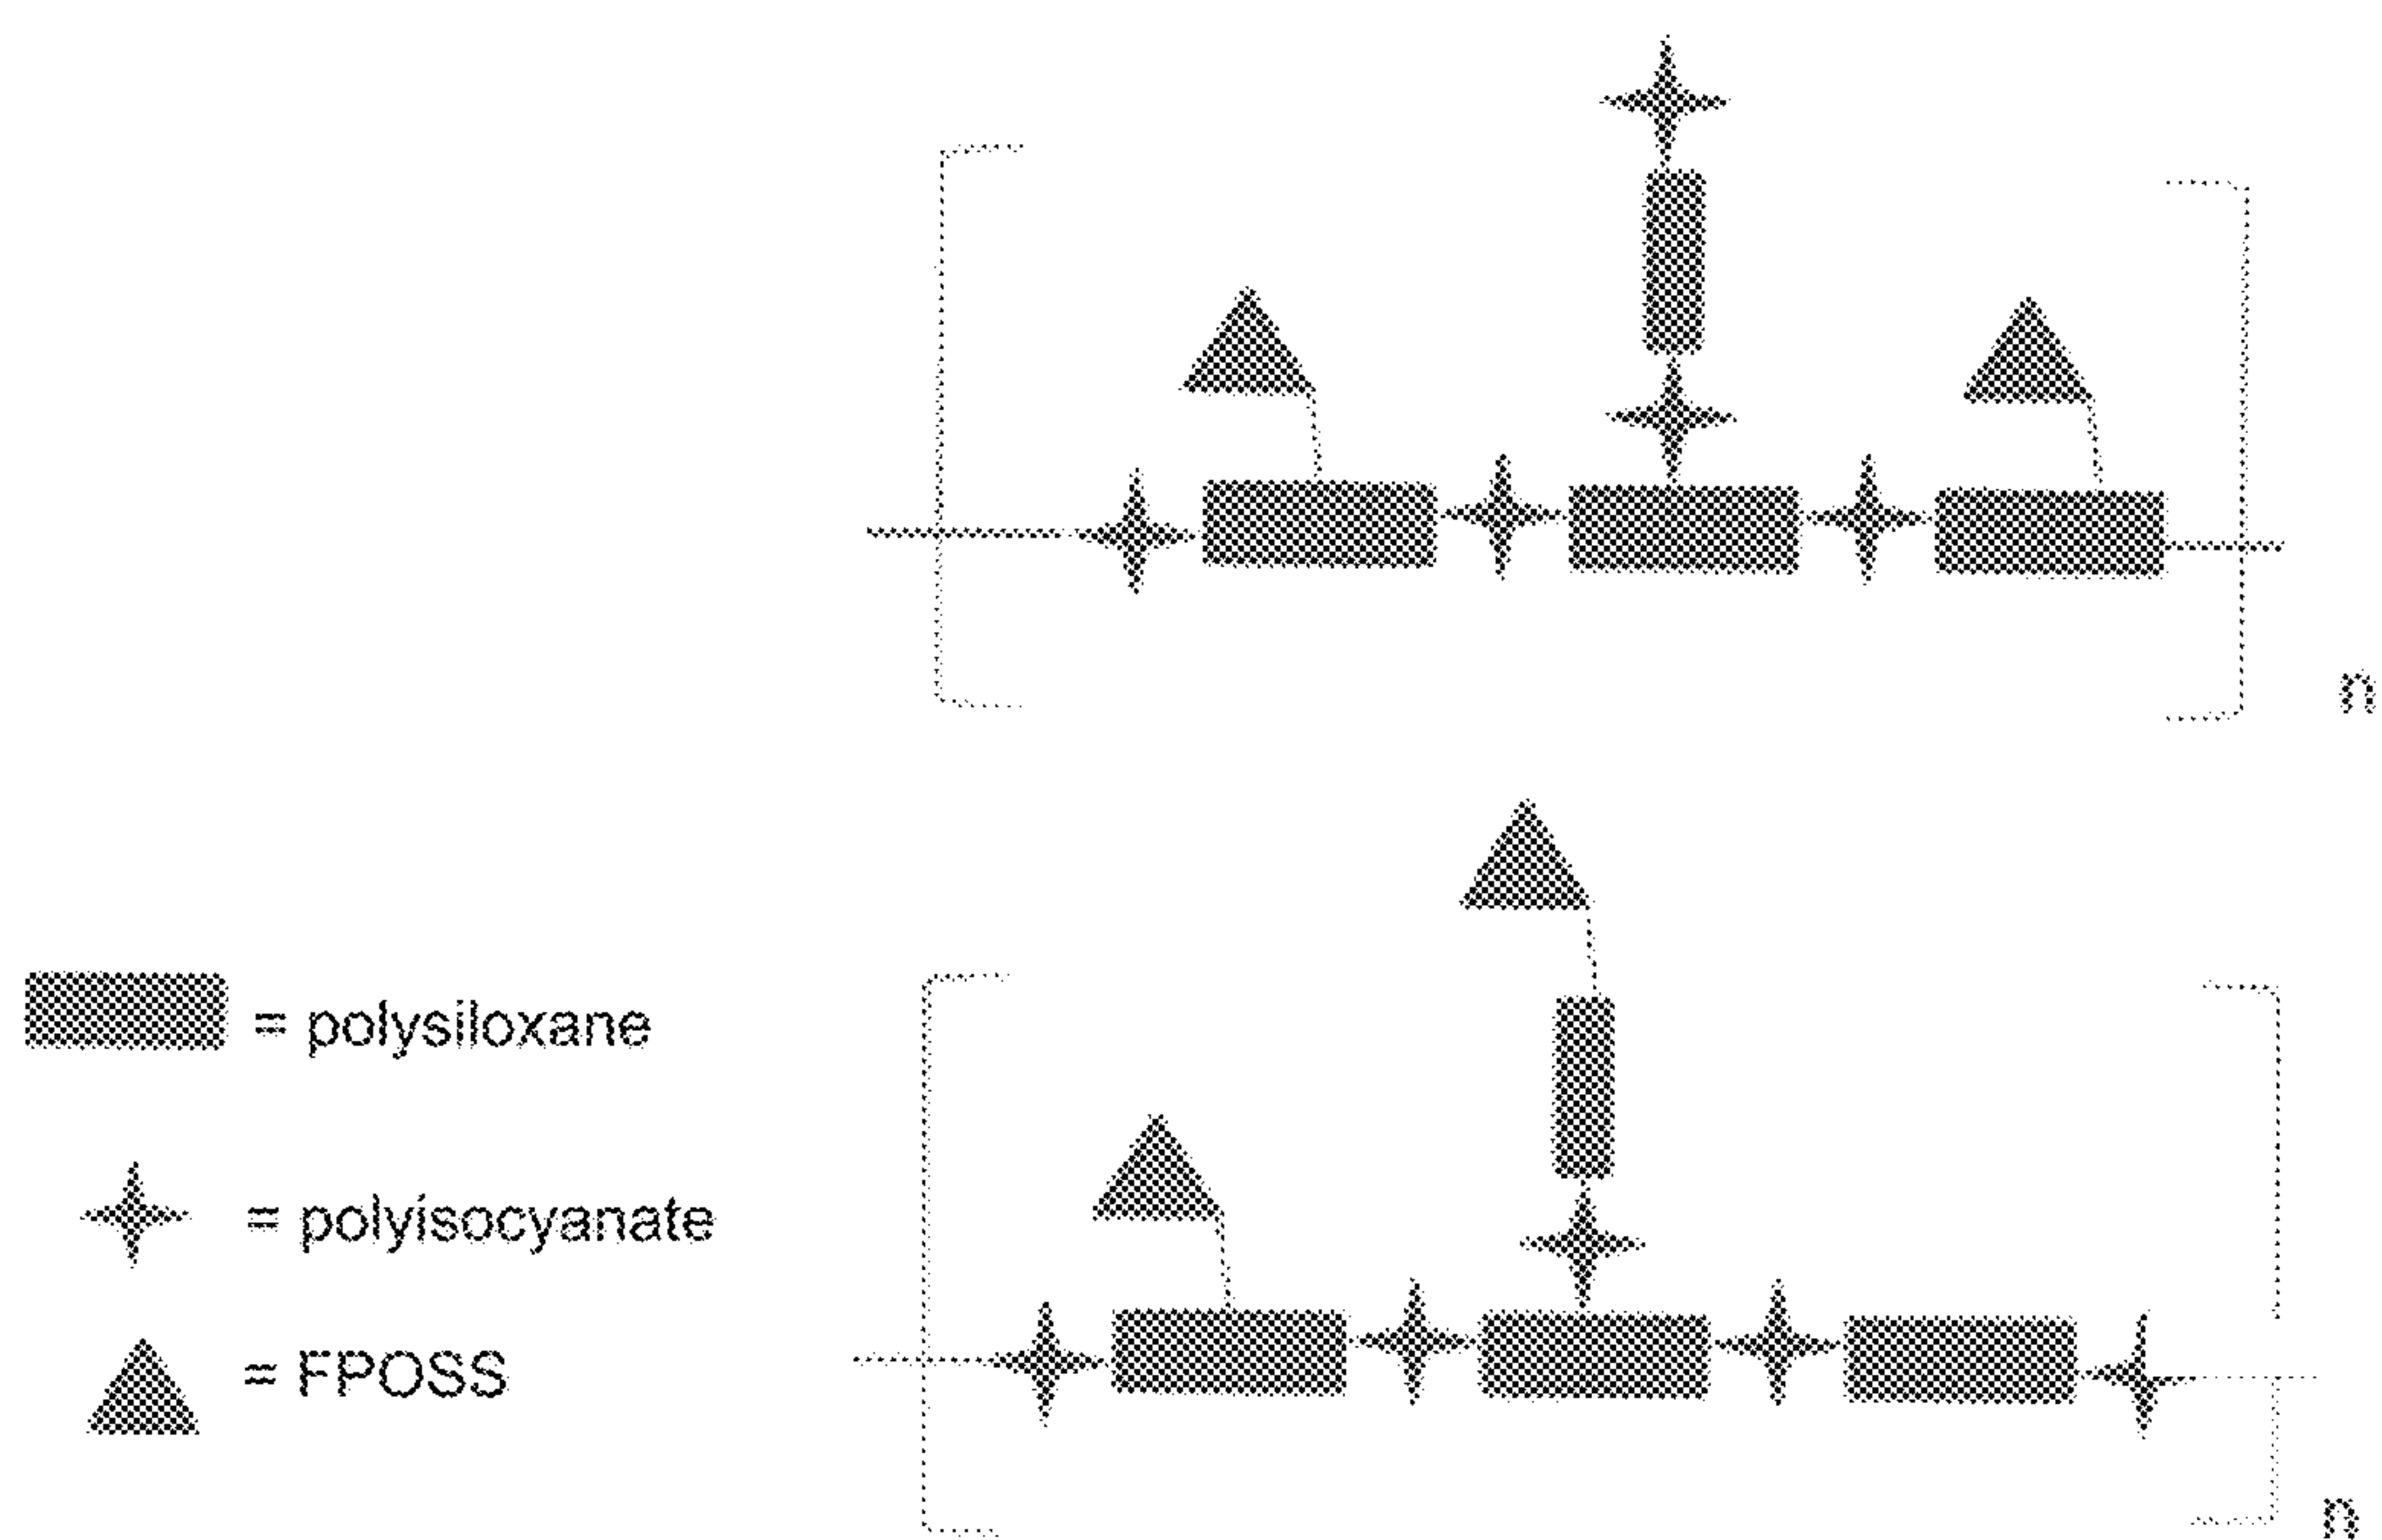 n
= polysiloxane
= polyisocyanate
= FPOSS
n